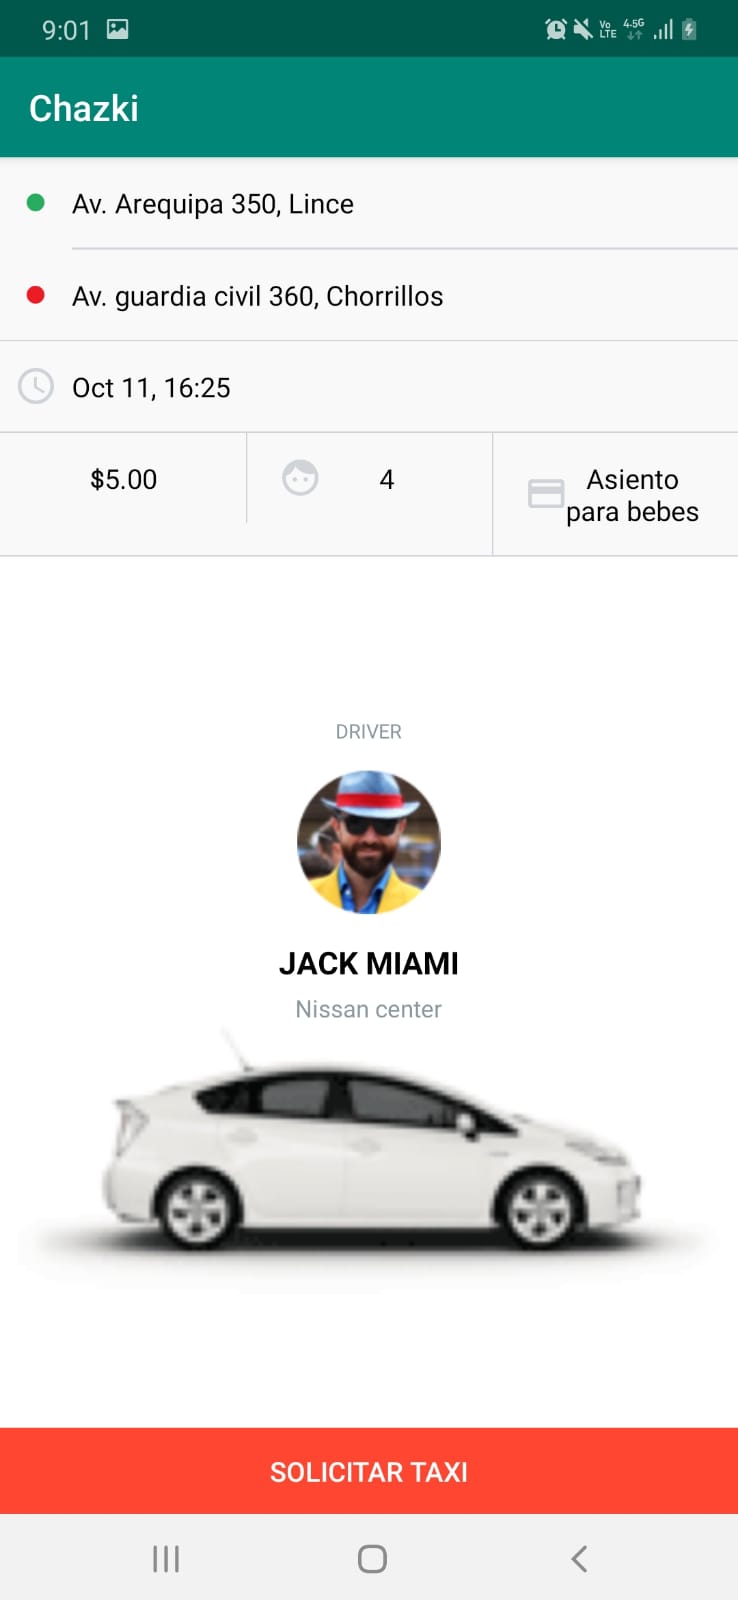 9:01
Vo LTE 4.5G
Chazki
Av. Arequipa 350, Lince
Av. guardia civil 360, Chorrillos
Oct 11, 16:25
$5.00
4
Asiento
para bebes
DRIVER
JACK MIAMI
Nissan center
SOLICITAR TAXI